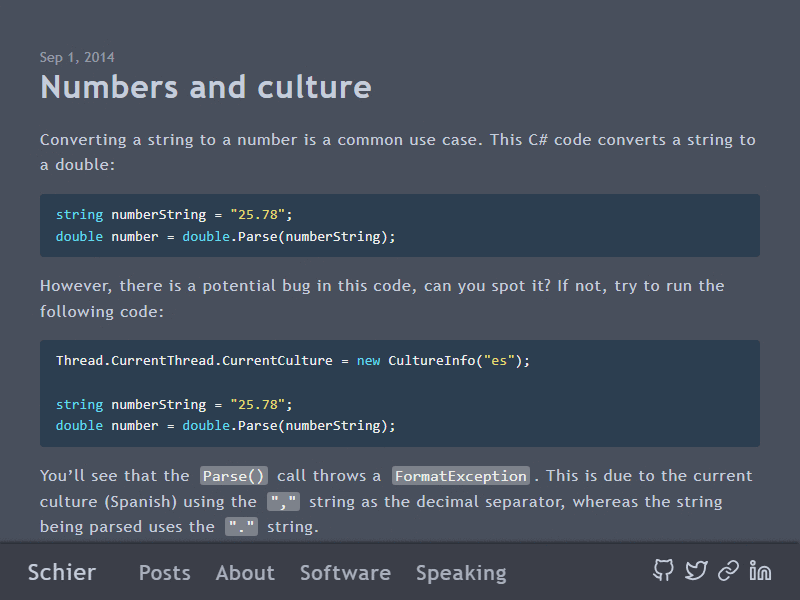 Sep 1, 2014
Numbers and culture
Converting a string to a number is a common use case. This C# code converts a string to
a double:
string numberString = "25.78";
double number = double.Parse(numberString);
However, there is a potential bug in this code, can you spot it? If not, try to run the
following code:
Thread.CurrentThread.CurrentCulture = new CultureInfo("es");
string numberString = "25.78";
double number = double.Parse(numberString);
You’ll see that the Parse() call throws a FormatException. This is due to the current
culture (Spanish) using the "," string as the decimal separator, whereas the string
being parsed uses the "." string.
Schier Posts About Software Speaking